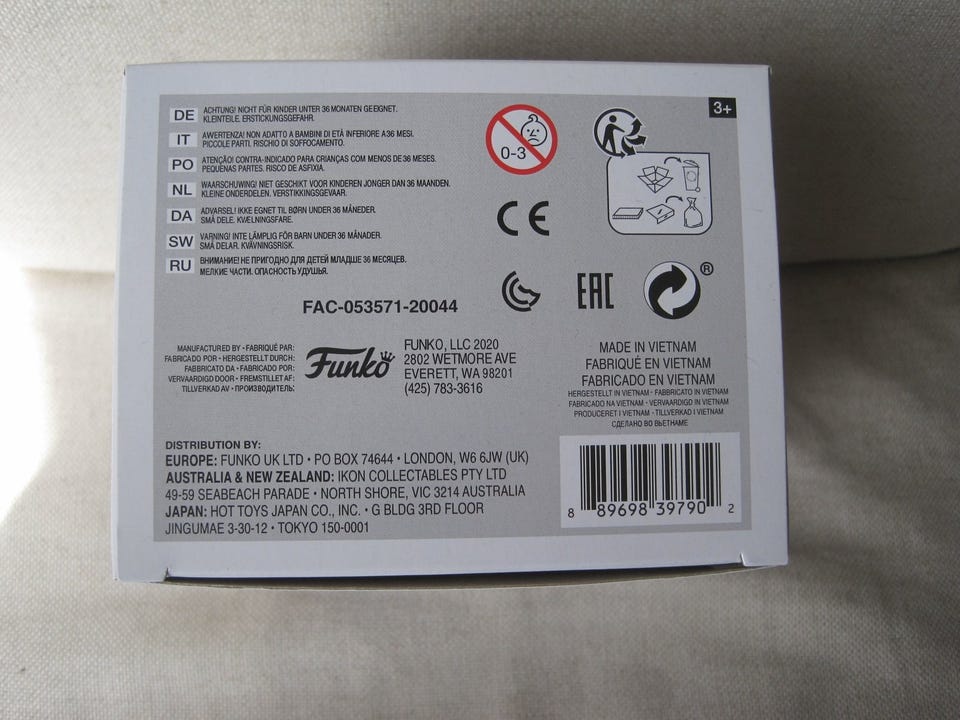 DE ACHTUNG! NICHT FÜR KINDER UNTER 36 MONATEN GEEIGNET.
KLEINTEILE. ERSTICKUNGSGEFAHR.
IT AWERTENZA! NON ADATTO A BAMBINI DI ETÀ INFERIORE A 36 MESI.
PICCOLE PARTI. RISCHIO DI SOFFOCAMENTO.
PO ATENÇÃO! CONTRA-INDICADO PARA CRIANÇAS COM MENOS DE 36 MESES.
PEQUENAS PARTES. RISCO DE ASFIXIA.
NL WAARSCHUWING! NIET GESCHIKT VOOR KINDEREN JONGER DAN 36 MAANDEN.
KLEINE ONDERDELEN. VERSTIKKINGSGEVAAR.
DA ADVARSEL! IKKE EGNET TIL BØRN UNDER 36 MÅNEDER.
SMÅ DELE. KVÆLNINGSFARE.
SW VARNING! INTE LÄMPLIG FÖR BARN UNDER 36 MÅNADER.
SMÅ DELAR. KVÄVNINGSRISK.
RU ВНИМАНИЕ! НЕ ПРИГОДНО ДЛЯ ДЕТЕЙ МЛАДШЕ 36 МЕСЯЦЕВ.
МЕЛКИЕ ЧАСТИ. ОПАСНОСТЬ УДУШЬЯ.
0-3
3+
CE
EAC
®
FAC-053571-20044
MANUFACTURED BY • FABRIQUÉ PAR:
FABRICADO POR • HERGESTELLT DURCH:
FABBRICATO DA • FABRICADO POR:
VERVAARDIGD DOOR • FREMSTILLET AF:
TILLVERKAD AV • ПРОИЗВОДИТЕЛЬ:
Funko
FUNKO, LLC 2020
2802 WETMORE AVE
EVERETT, WA 98201
(425) 783-3616
MADE IN VIETNAM
FABRIQUÉ EN VIETNAM
FABRICADO EN VIETNAM
HERGESTELLT IN VIETNAM • FABBRICATO IN VIETNAM
FABRICADO NA VIETNAM • VERVAARDIGD IN VIETNAM
PRODUCERET I VIETNAM • TILLVERKAD I VIETNAM
СДЕЛАНО ВО ВЬЕТНАМЕ
DISTRIBUTION BY:
EUROPE: FUNKO UK LTD • PO BOX 74644 • LONDON, W6 6JW (UK)
AUSTRALIA & NEW ZEALAND: IKON COLLECTABLES PTY LTD
49-59 SEABEACH PARADE • NORTH SHORE, VIC 3214 AUSTRALIA
JAPAN: HOT TOYS JAPAN CO., INC. • G BLDG 3RD FLOOR
JINGUMAE 3-30-12 • TOKYO 150-0001
8 89698 39790 2